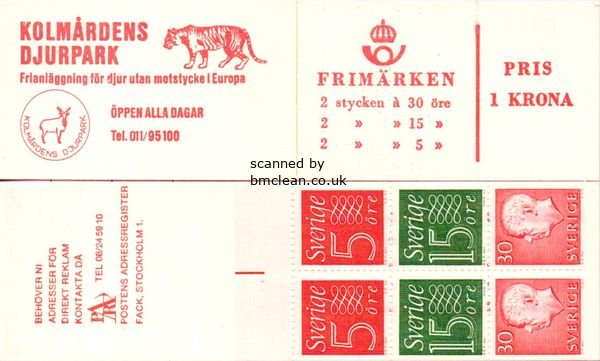 KOLMÅRDENS
DJURPARK
Frianläggning för djur utan motstycke i Europa
KOLMÅRDENS DJURPARK
ÖPPEN ALLA DAGAR
Tel. 011/95100
FRIMÄRKEN
2 stycken à 30 öre
2 » » 15 »
2 » » 5 »
PRIS
1 KRONA
scanned by
bmclean.co.uk
BEHÖVER NI
ADRESSER FÖR
DIREKT REKLAM
KONTAKTA DÅ
PAR TEL 08/245910
POSTENS ADRESSREGISTER
FACK, STOCKHOLM 1.
Sverige
5 öre
Sverige
15 öre
30
SVERIGE
Sverige
5 öre
Sverige
15 öre
30
SVERIGE